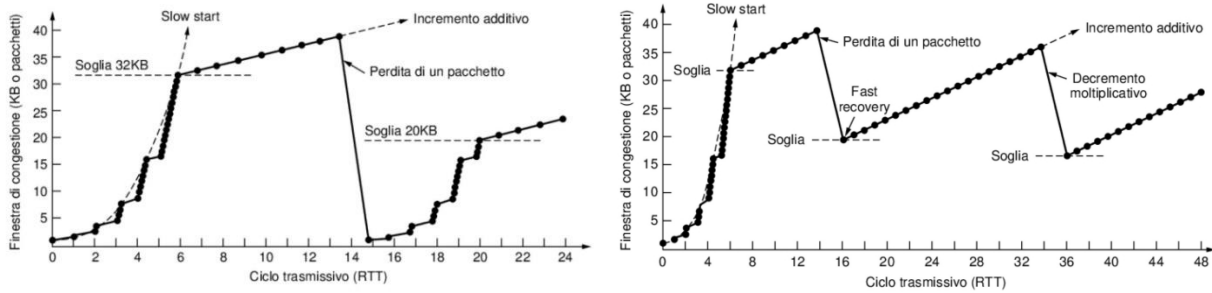 Slow start
Incremento additivo
Soglia 32KB
Perdita di un pacchetto
Soglia 20KB
Finestra di congestione (KB o pacchetti)
40
35
30
25
20
15
10
5
0 2 4 6 8 10 12 14 16 18 20 22 24
Ciclo trasmissivo (RTT)
Slow start
Incremento additivo
Perdita di un pacchetto
Soglia
Fast
recovery
Decremento
moltiplicativo
Soglia
Soglia
Finestra di congestione (KB o pacchetti)
40
35
30
25
20
15
10
5
0 4 8 12 16 20 24 28 32 36 40 44 48
Ciclo trasmissivo (RTT)